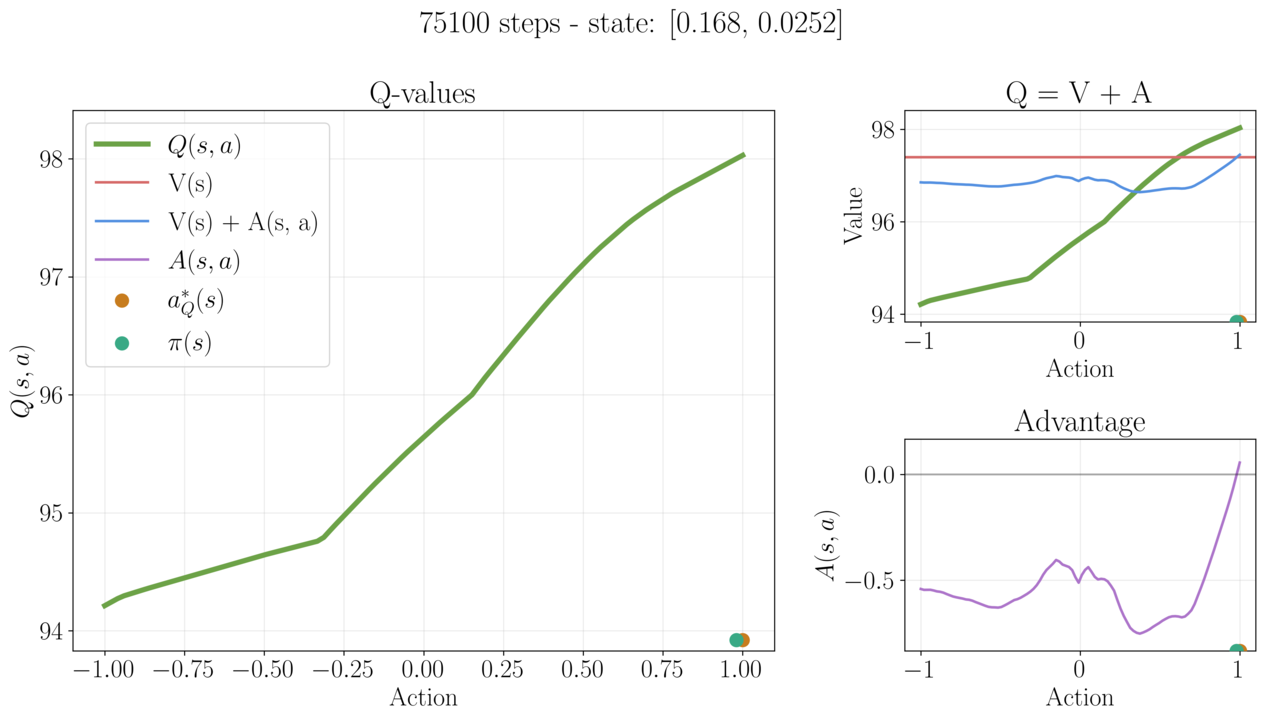 75100 steps - state: [0.168, 0.0252]
Q-values
Q(s, a)
V(s)
V(s) + A(s, a)
A(s, a)
a*Q(s)
π(s)
Q(s, a)
98
97
96
95
94
−1.00 −0.75 −0.50 −0.25 0.00 0.25 0.50 0.75 1.00
Action
Q = V + A
Value
98
96
94
−1 0 1
Action
Advantage
A(s, a)
0.0
−0.5
−1 0 1
Action